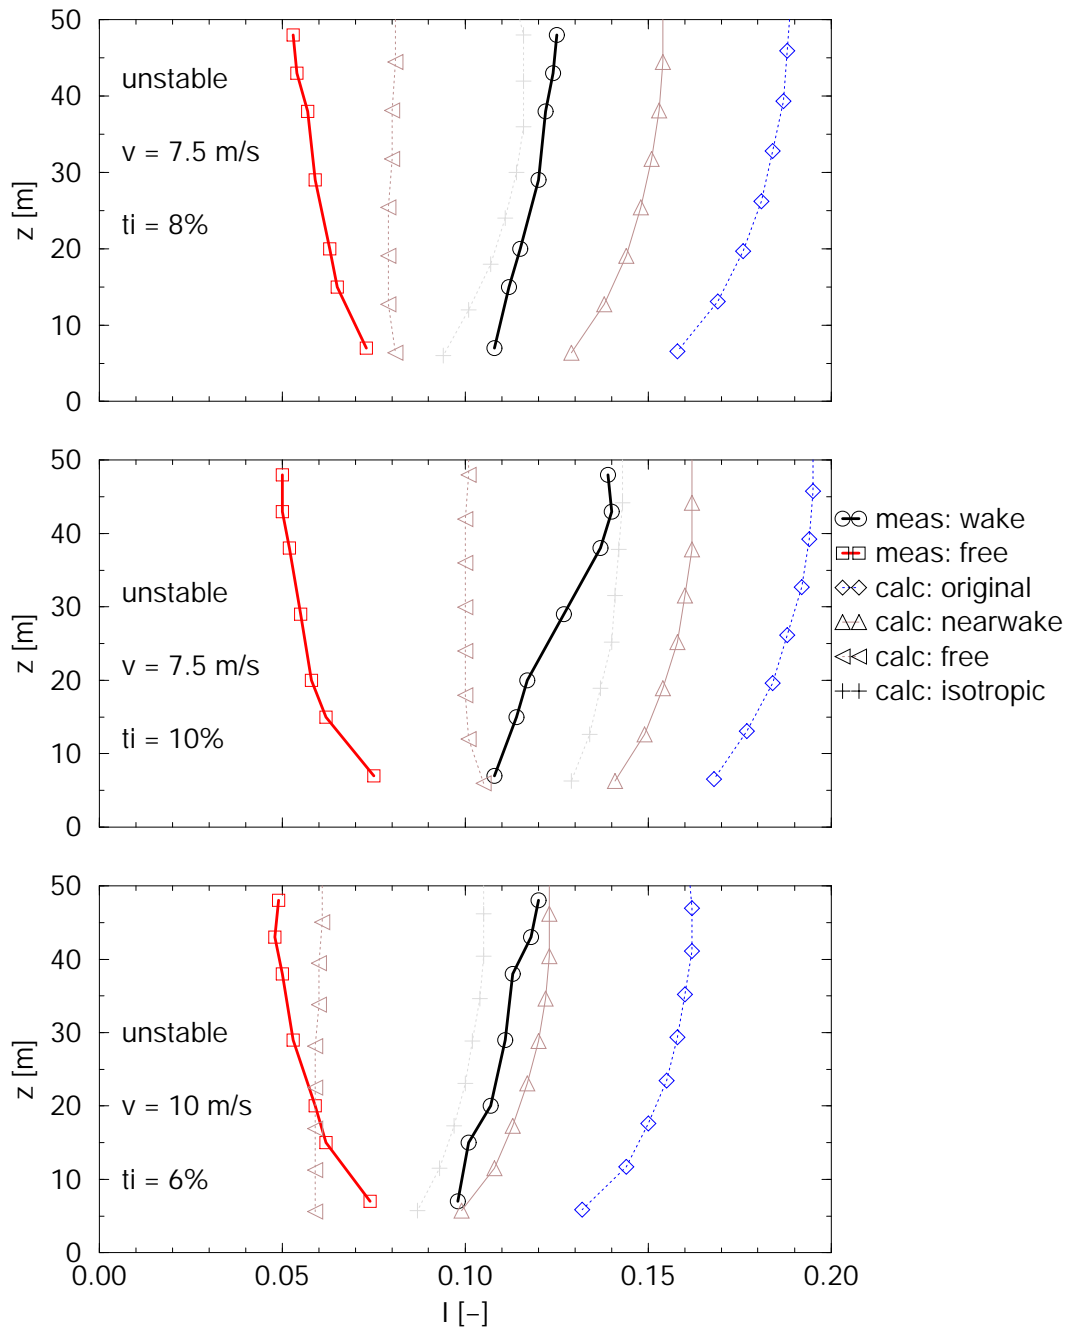 50
40
30
20
10
0
z [m]
unstable
v = 7.5 m/s
ti = 8%
50
40
30
20
10
0
z [m]
unstable
v = 7.5 m/s
ti = 10%
meas: wake
meas: free
calc: original
calc: nearwake
calc: free
calc: isotropic
50
40
30
20
10
0
z [m]
unstable
v = 10 m/s
ti = 6%
0.00 0.05 0.10 0.15 0.20
I [–]